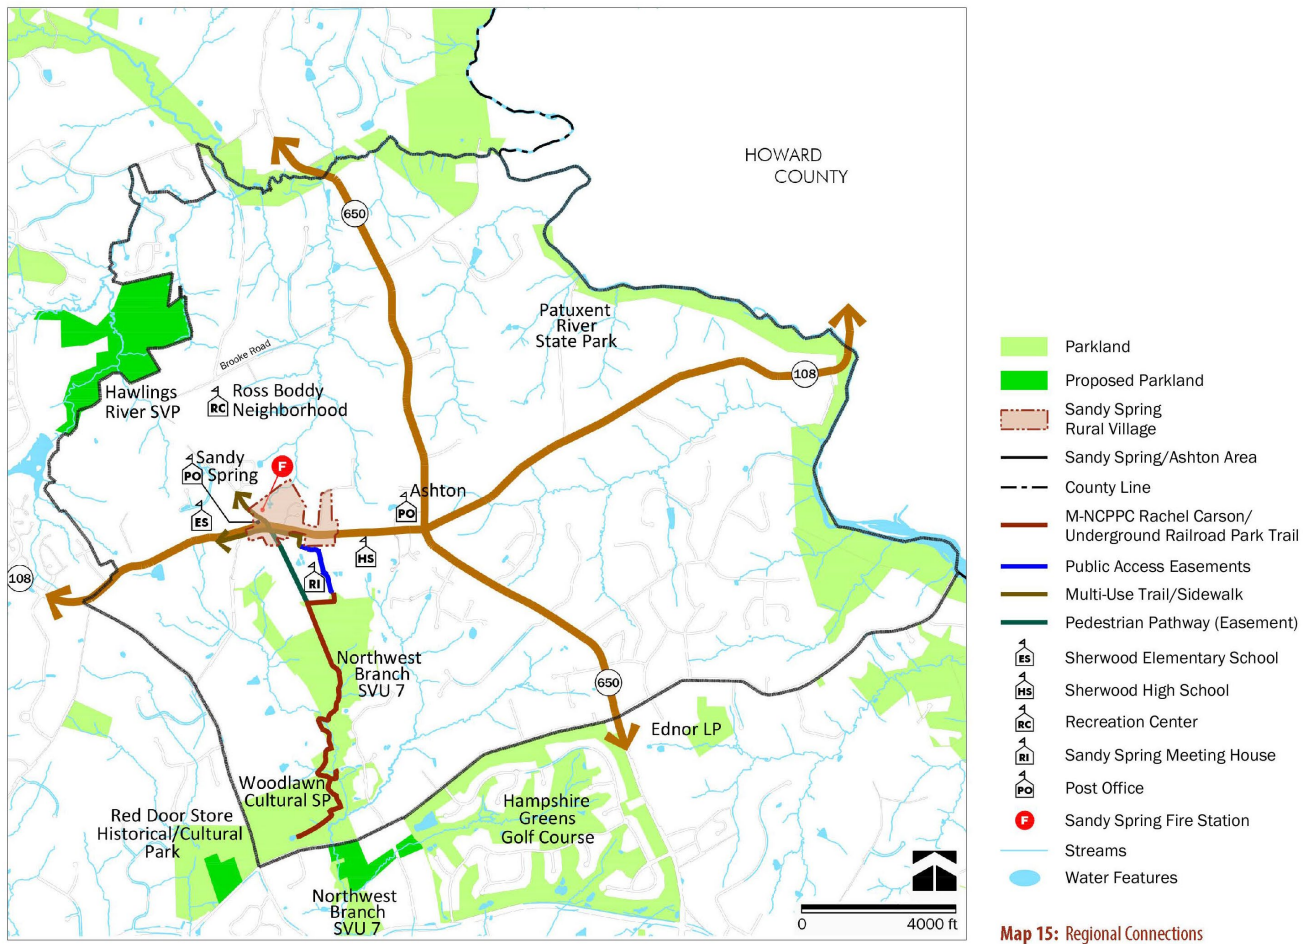 HOWARD
COUNTY
650
Patuxent
River
State Park
108
Brooke Road
Hawlings
River SVP
RC
Ross Boddy
Neighborhood
Sandy
Spring
PO
F
ES
Ashton
PO
HS
RI
108
Northwest
Branch
SVU 7
650
Ednor LP
Woodlawn
Cultural SP
Red Door Store
Historical/Cultural
Park
Hampshire
Greens
Golf Course
Northwest
Branch
SVU 7
0
4000 ft
Parkland
Proposed Parkland
Sandy Spring
Rural Village
Sandy Spring/Ashton Area
County Line
M-NCPPC Rachel Carson/
Underground Railroad Park Trail
Public Access Easements
Multi-Use Trail/Sidewalk
Pedestrian Pathway (Easement)
ES Sherwood Elementary School
HS Sherwood High School
RC Recreation Center
RI Sandy Spring Meeting House
PO Post Office
F Sandy Spring Fire Station
Streams
Water Features
Map 15: Regional Connections